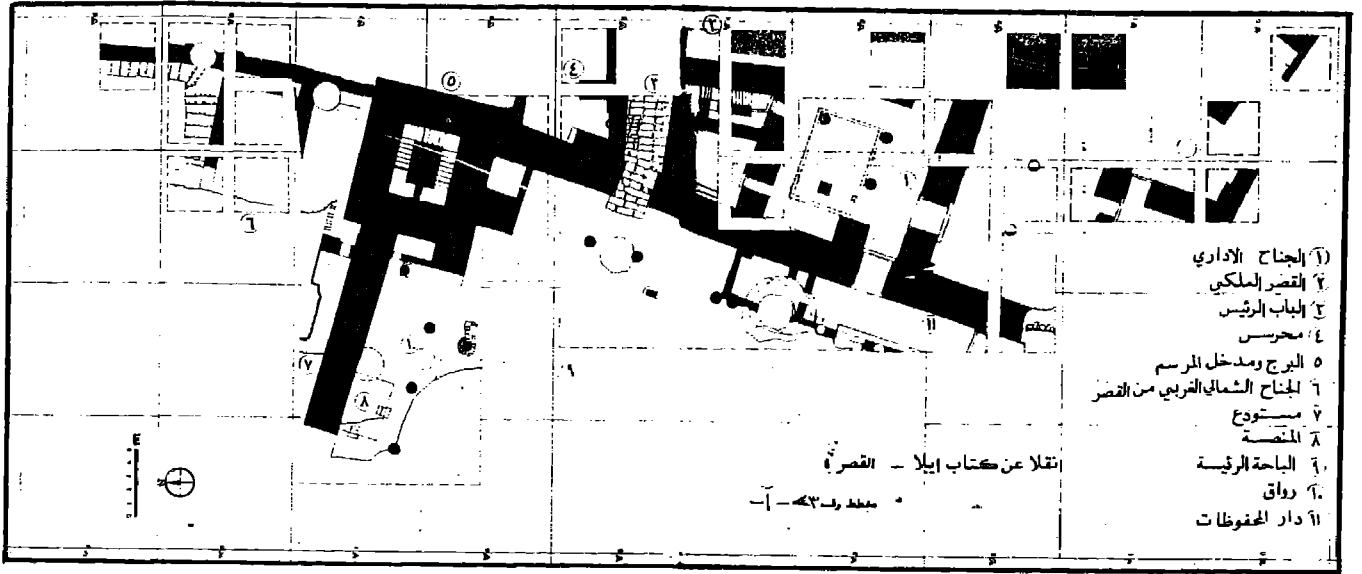 ١ الجناح الاداري
٢ القصر الملكي
٣ الباب الرئيس
٤ محرس
٥ البرج ومدخل المرسم
٦ الجناح الشمالي الغربي من القصر
٧ مستودع
٨ المنصة
٩ الباحة الرئيسة
١٠ رواق
١١ دار المحفوظات
نقلا عن كتاب إيبلا - القصر
مخطط